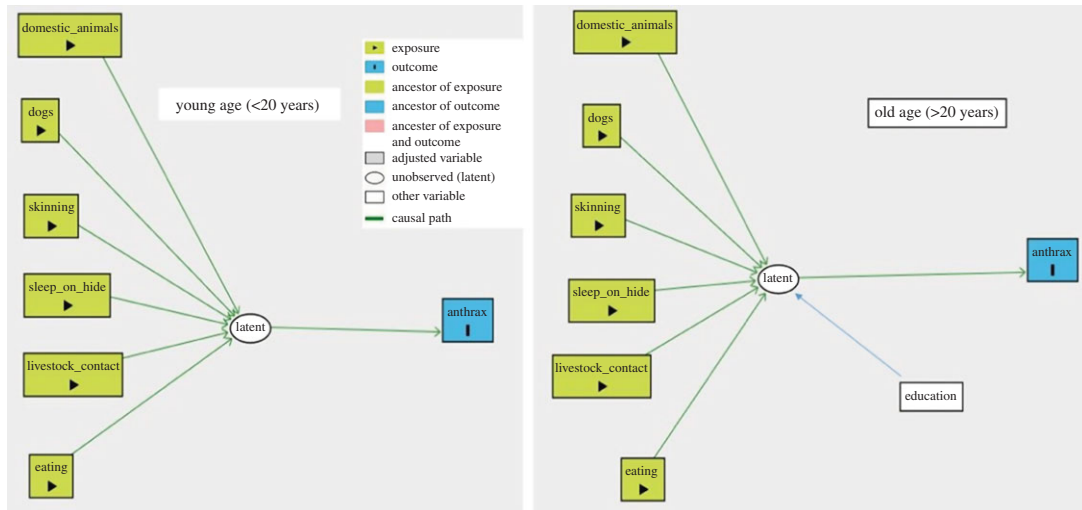 domestic_animals
young age (<20 years)
dogs
skinning
sleep_on_hide
livestock_contact
eating
latent
anthrax
exposure
outcome
ancestor of exposure
ancestor of outcome
ancester of exposure
and outcome
adjusted variable
unobserved (latent)
other variable
causal path
domestic_animals
old age (>20 years)
dogs
skinning
sleep_on_hide
livestock_contact
eating
latent
anthrax
education